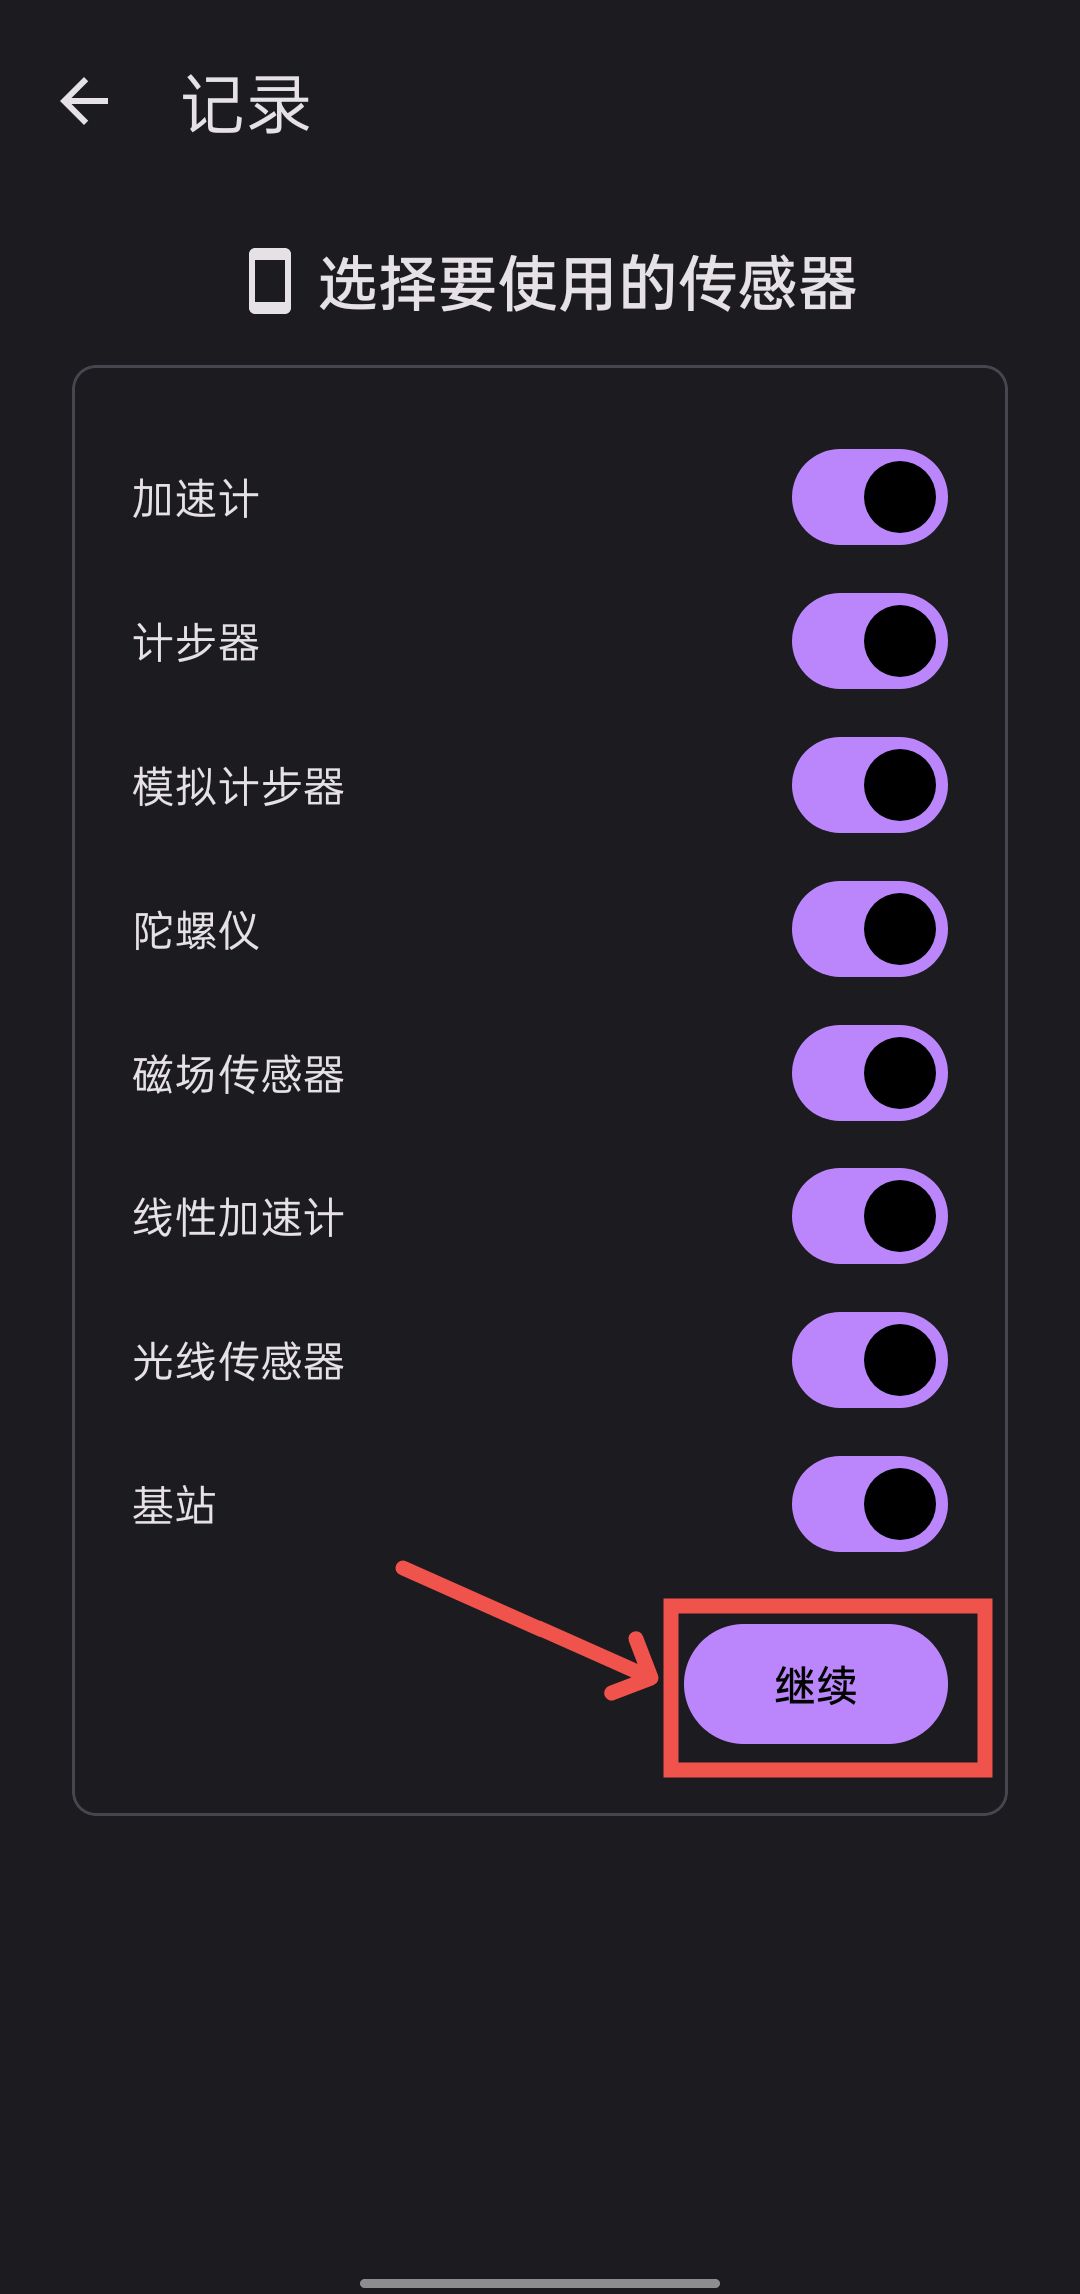 记录
选择要使用的传感器
加速计
计步器
模拟计步器
陀螺仪
磁场传感器
线性加速计
光线传感器
基站
继续